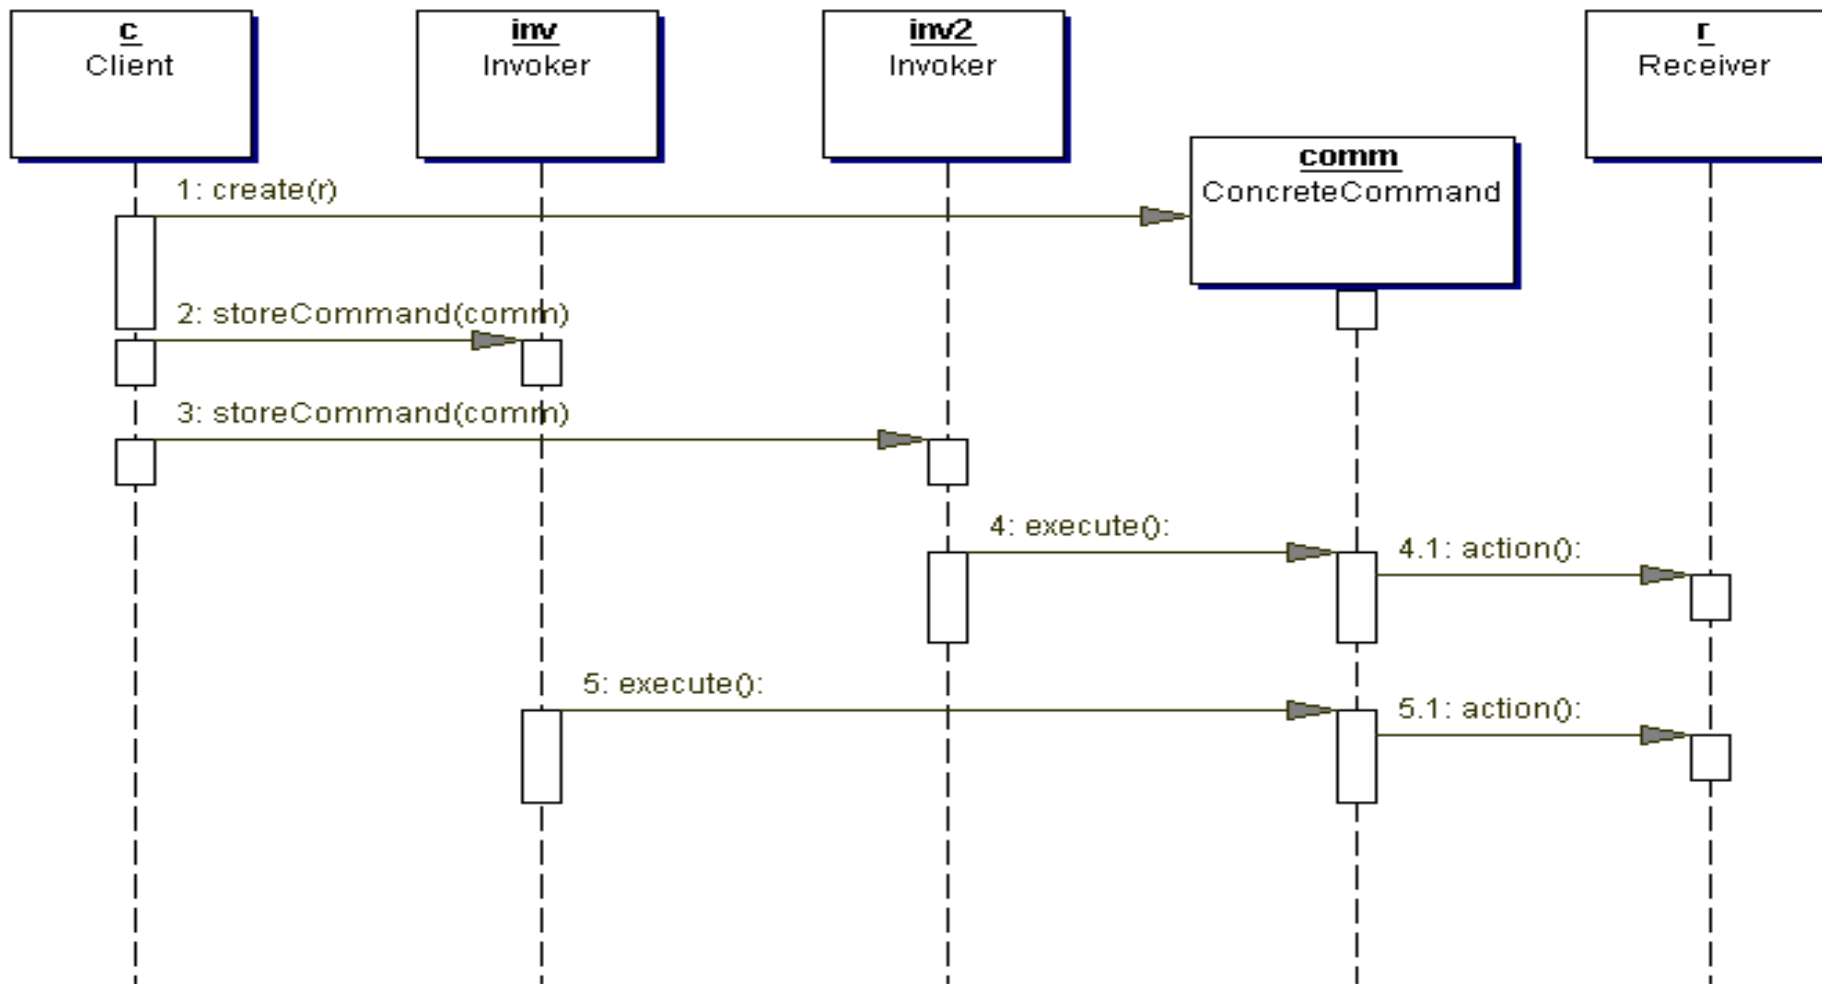 c
Client
inv
Invoker
inv2
Invoker
r
Receiver
comm
ConcreteCommand
1: create(r)
2: storeCommand(comm)
3: storeCommand(comm)
4: execute():
4.1: action():
5: execute():
5.1: action():